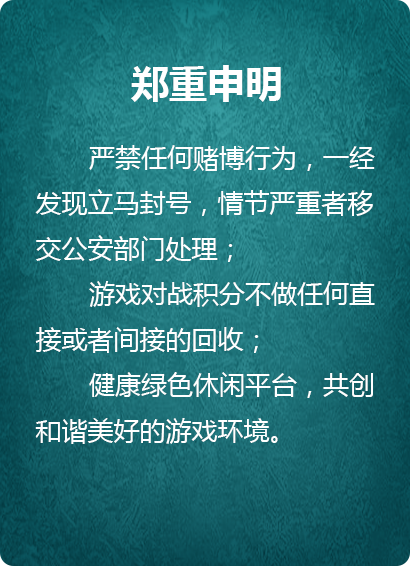 郑重申明
严禁任何赌博行为，一经
发现立马封号，情节严重者移
交公安部门处理；
游戏对战积分不做任何直
接或者间接的回收；
健康绿色休闲平台，共创
和谐美好的游戏环境。